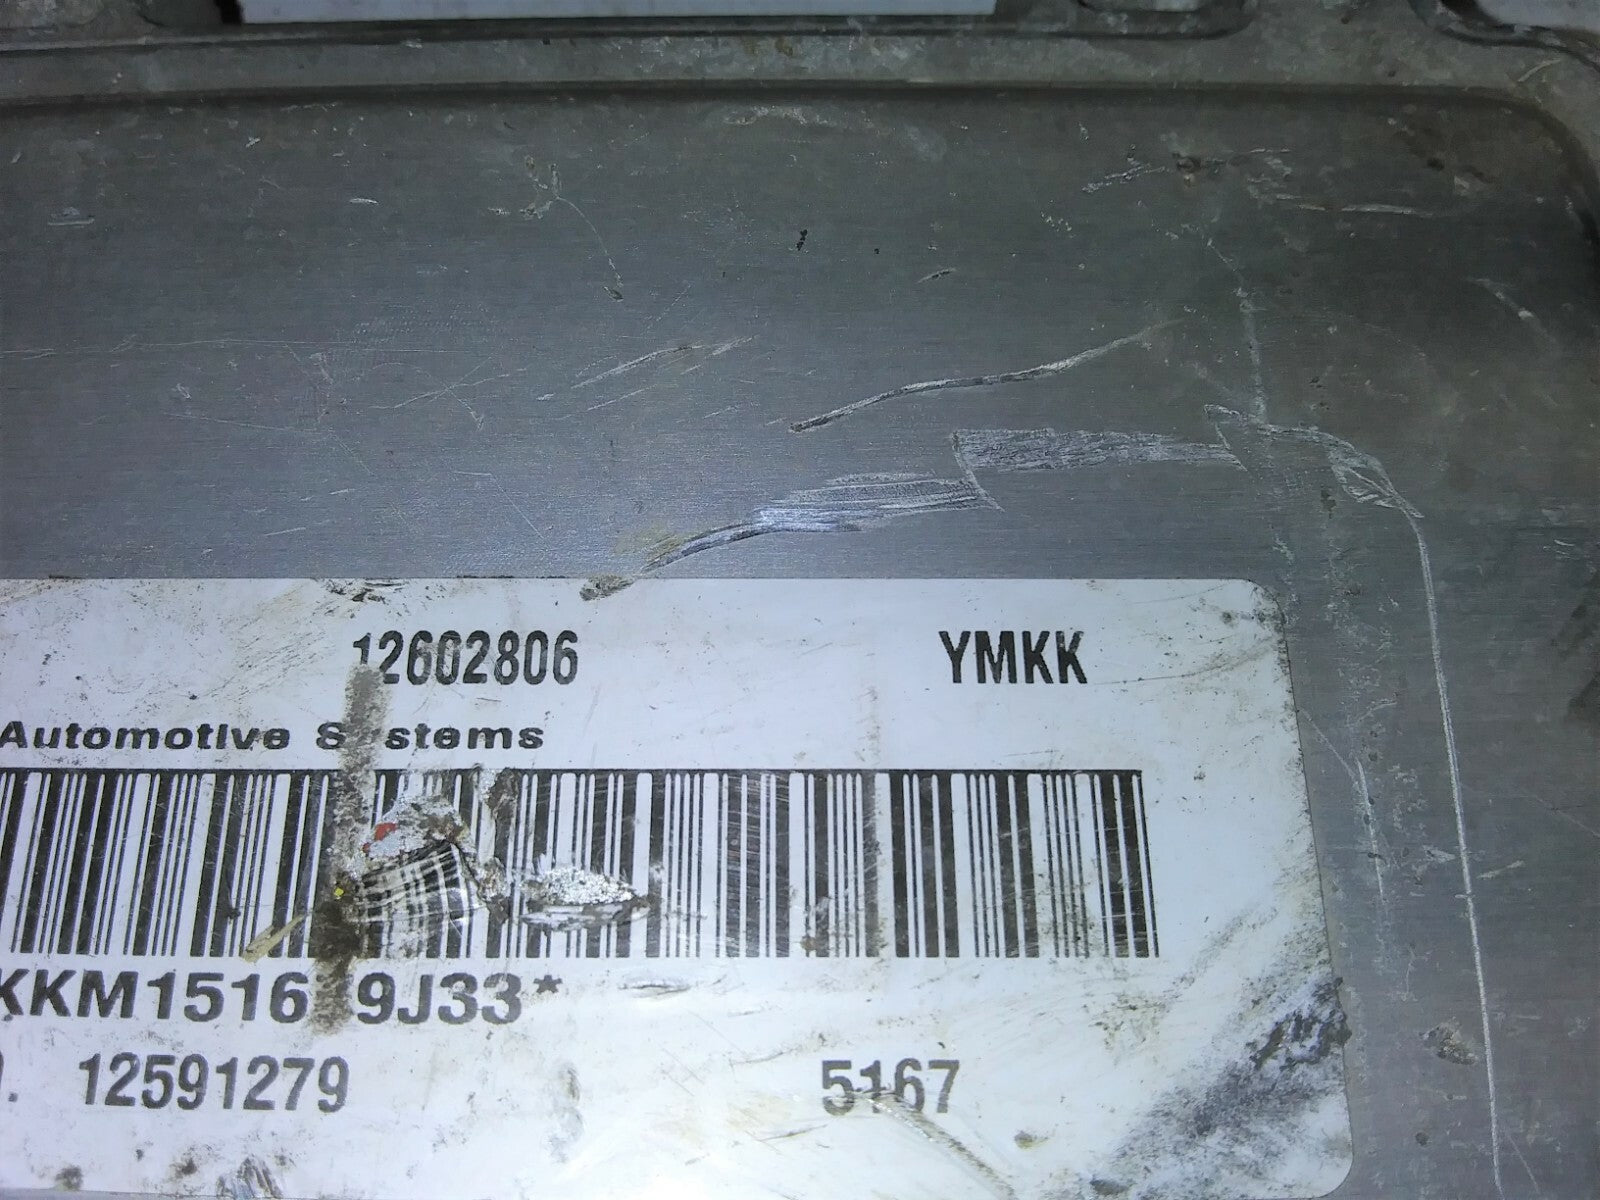 12602806 YMKK
Automotive Systems
KKM1516 9J33*
12591279 5167